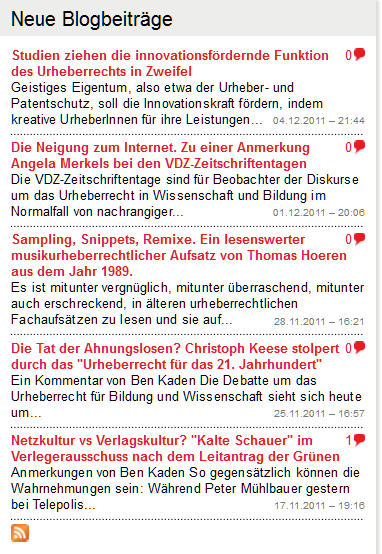 Neue Blogbeiträge
Studien ziehen die innovationsfördernde Funktion 0
des Urheberrechts in Zweifel
Geistiges Eigentum, also etwa der Urheber- und
Patentschutz, soll die Innovationskraft fördern, indem
kreative UrheberInnen für ihre Leistungen... 04.12.2011 – 21:44
Die Neigung zum Internet. Zu einer Anmerkung 0
Angela Merkels bei den VDZ-Zeitschriftentagen
Die VDZ-Zeitschriftentage sind für Beobachter der Diskurse
um das Urheberrecht in Wissenschaft und Bildung im
Normalfall von nachrangiger... 01.12.2011 – 20:06
Sampling, Snippets, Remixe. Ein lesenswerter 0
musikurheberrechtlicher Aufsatz von Thomas Hoeren
aus dem Jahr 1989.
Es ist mitunter vergnüglich, mitunter überraschend, mitunter
auch erschreckend, in älteren urheberrechtlichen
Fachaufsätzen zu lesen und sie auf... 28.11.2011 – 16:21
Die Tat der Ahnungslosen? Christoph Keese stolpert 0
durch das "Urheberrecht für das 21. Jahrhundert"
Ein Kommentar von Ben Kaden Die Debatte um das
Urheberrecht für Bildung und Wissenschaft sieht sich heute
um... 25.11.2011 – 16:57
Netzkultur vs Verlagskultur? "Kalte Schauer" im 1
Verlegerausschuss nach dem Leitantrag der Grünen
Anmerkungen von Ben Kaden So gegensätzlich können die
Wahrnehmungen sein: Während Peter Mühlbauer gestern
bei Telepolis... 17.11.2011 – 19:16